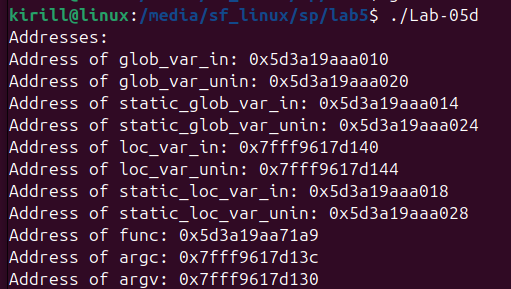 kirill@linux:/media/sf_linux/sp/lab5$ ./Lab-05d
Addresses:
Address of glob_var_in: 0x5d3a19aaa010
Address of glob_var_unin: 0x5d3a19aaa020
Address of static_glob_var_in: 0x5d3a19aaa014
Address of static_glob_var_unin: 0x5d3a19aaa024
Address of loc_var_in: 0x7fff9617d140
Address of loc_var_unin: 0x7fff9617d144
Address of static_loc_var_in: 0x5d3a19aaa018
Address of static_loc_var_unin: 0x5d3a19aaa028
Address of func: 0x5d3a19aa71a9
Address of argc: 0x7fff9617d13c
Address of argv: 0x7fff9617d130